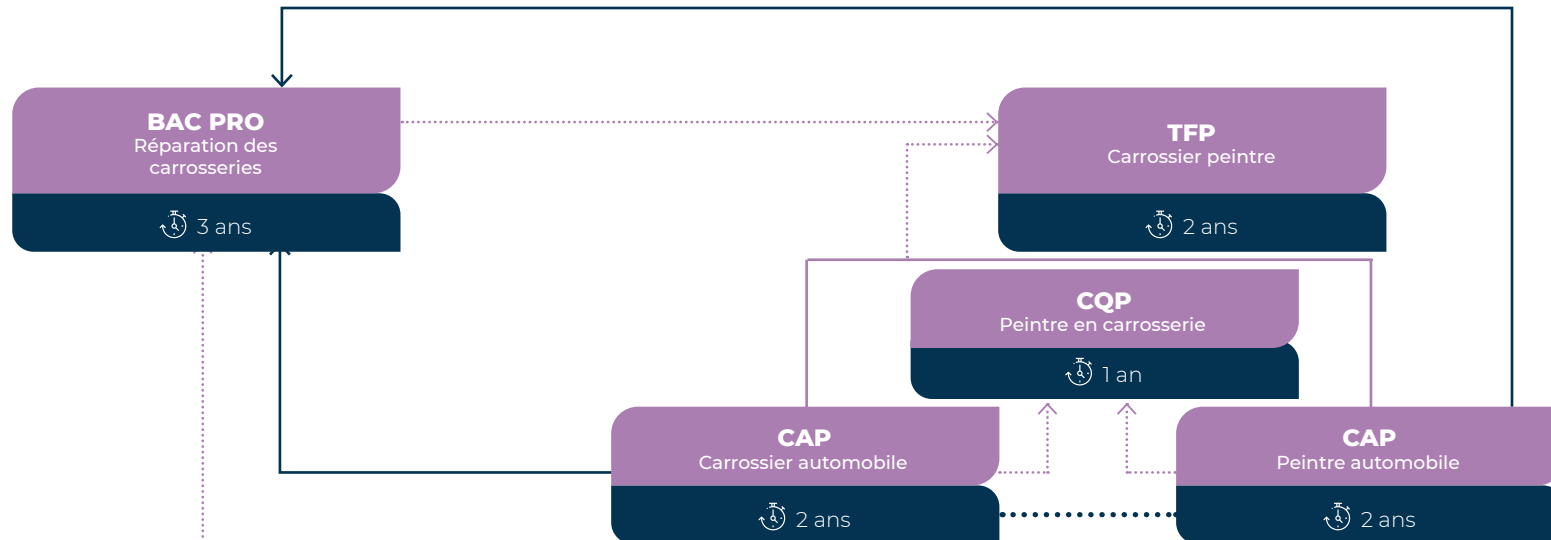 BAC PRO
Réparation des
carrosseries
3 ans
TFP
Carrossier peintre
2 ans
CQP
Peintre en carrosserie
1 an
CAP
Carrossier automobile
2 ans
CAP
Peintre automobile
2 ans